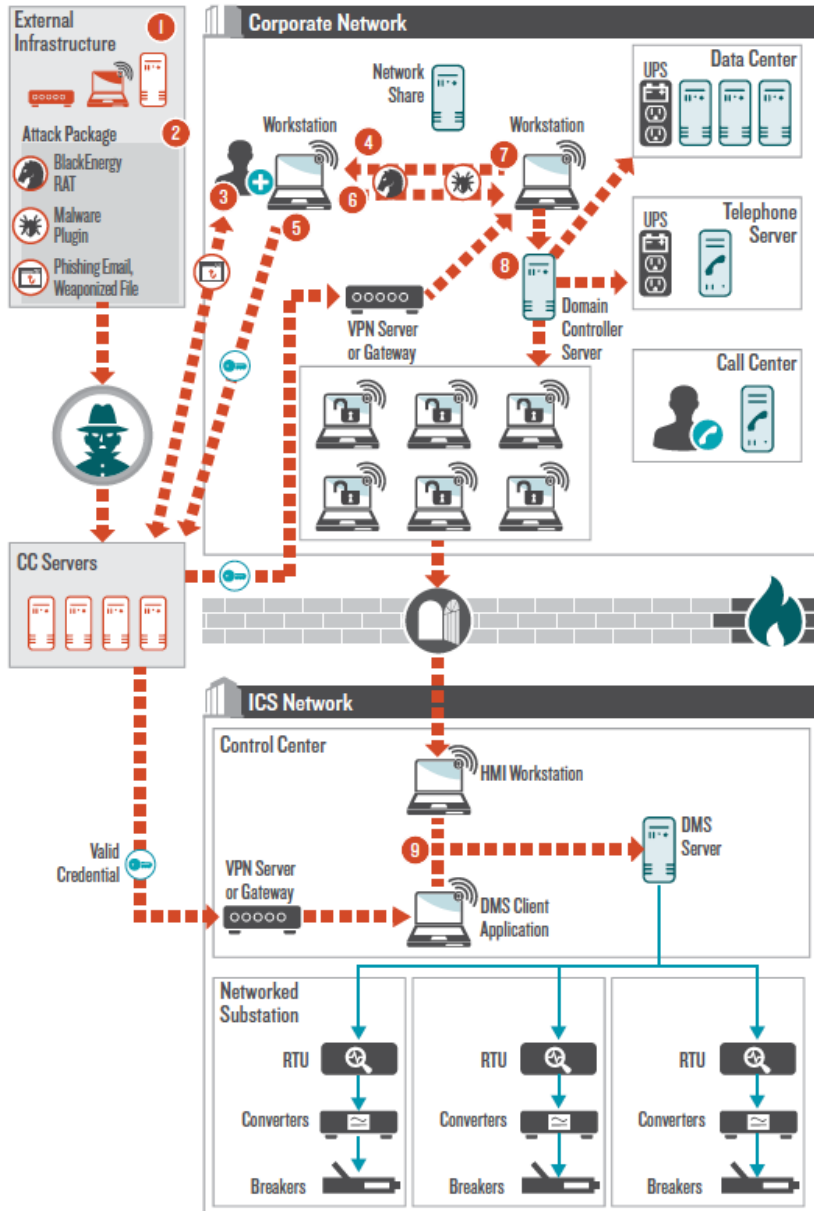 External
Infrastructure
1
Attack Package
2
BlackEnergy
RAT
Malware
Plugin
Phishing Email,
Weaponized File
CC Servers
Valid
Credential
Corporate Network
Network
Share
Workstation
4
Workstation
7
3
6
5
8
VPN Server
or Gateway
Domain
Controller
Server
Data Center
UPS
Telephone
Server
UPS
Call Center
ICS Network
Control Center
HMI Workstation
9
DMS
Server
VPN Server
or Gateway
DMS Client
Application
Networked
Substation
RTU
RTU
RTU
Converters
Converters
Converters
Breakers
Breakers
Breakers